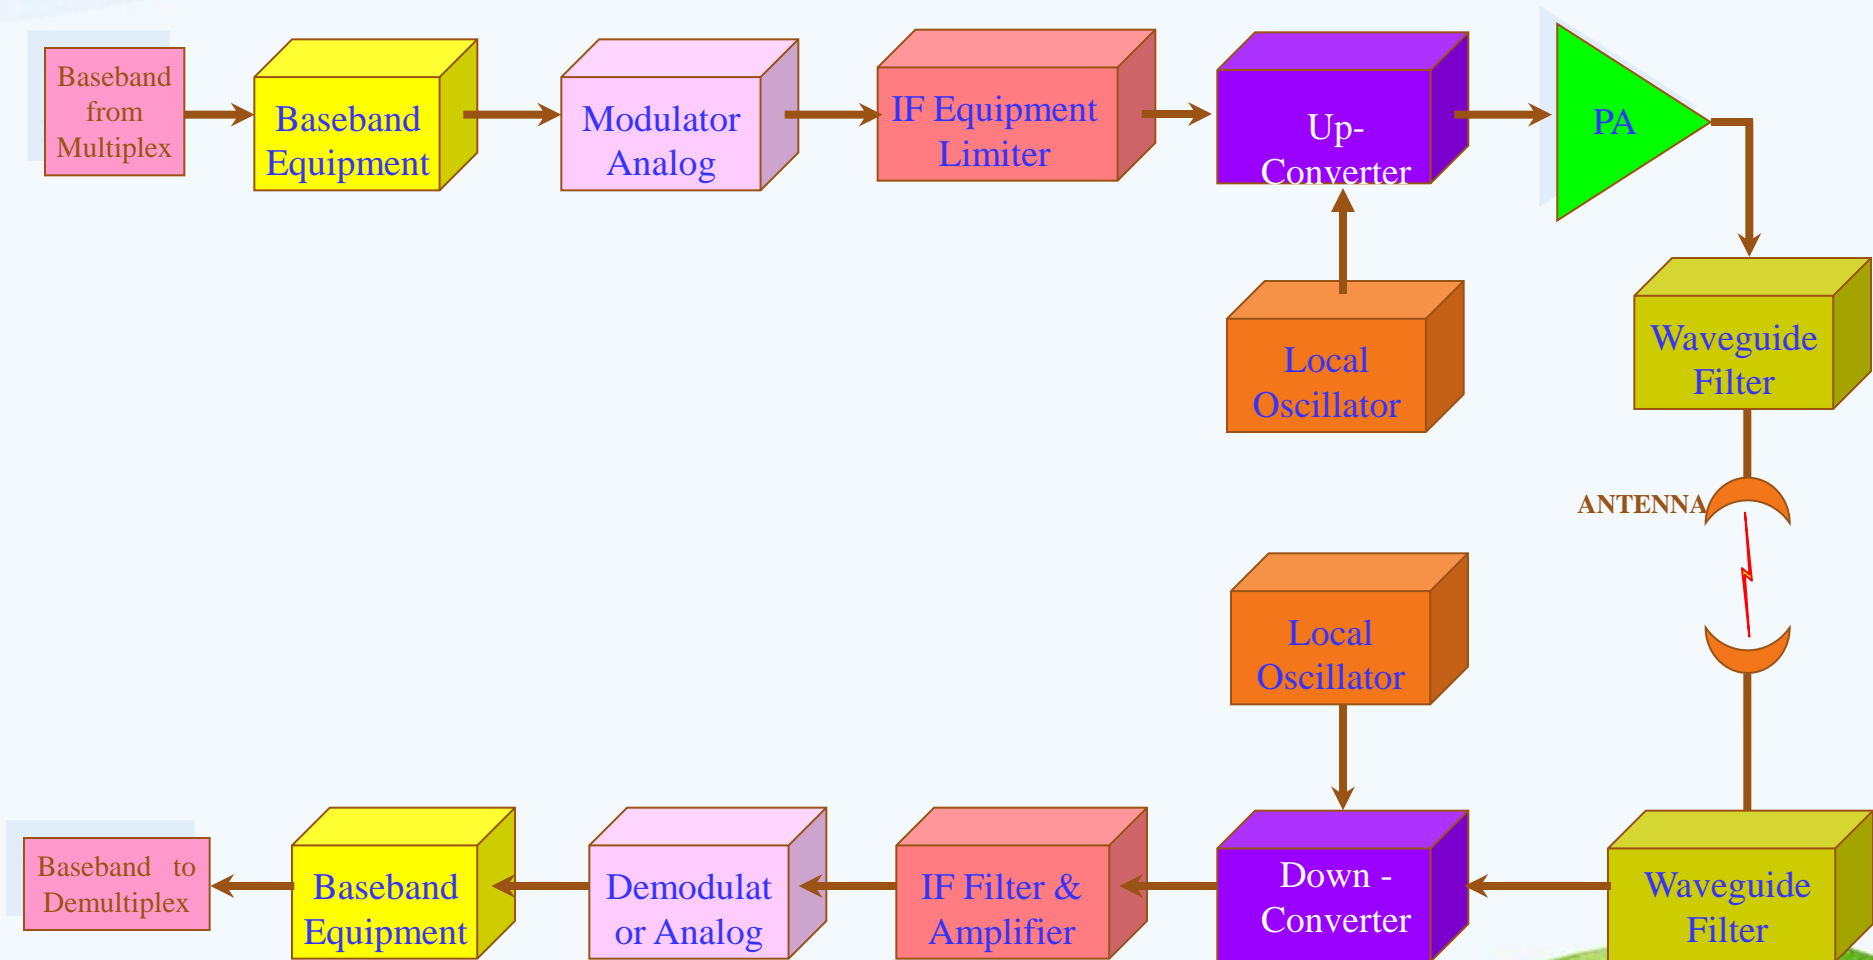 Baseband
from
Multiplex
Baseband
Equipment
Modulator
Analog
IF Equipment
Limiter
Up-
Converter
PA
Local
Oscillator
Waveguide
Filter
ANTENNA
Local
Oscillator
Baseband to
Demultiplex
Baseband
Equipment
Demodulat
or Analog
IF Filter &
Amplifier
Down -
Converter
Waveguide
Filter